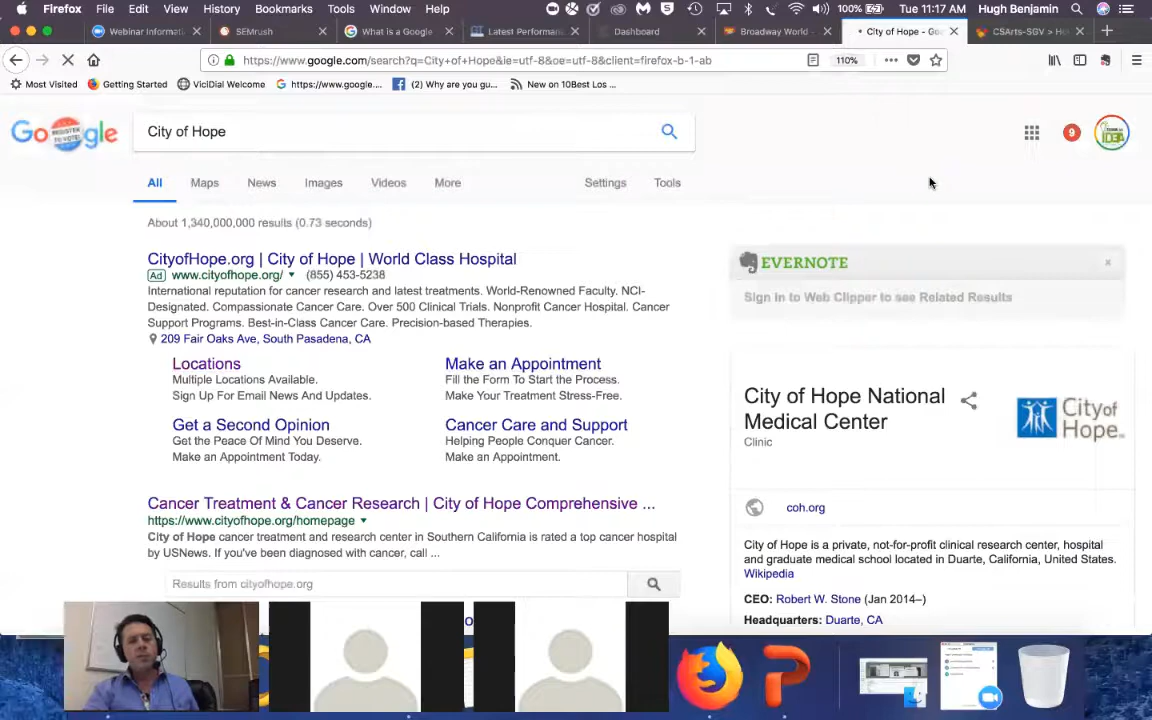 Firefox File Edit View History Bookmarks Tools Window Help 100% Tue 11:17 AM Hugh Benjamin
Webinar Informati SEMrush What is a Google Latest Performan Dashboard Broadway World - City of Hope - Goo CSArts-SGV > Ho
https://www.google.com/search?q=City+of+Hope&ie=utf-8&oe=utf-8&client=firefox-b-1-ab 110%
Most Visited Getting Started ViciDial Welcome https://www.google.... (2) Why are you gu... New on 10Best Los ...
Google REGISTER TO VOTE! City of Hope 9 IDEA
All Maps News Images Videos More Settings Tools
About 1,340,000,000 results (0.73 seconds)
CityofHope.org | City of Hope | World Class Hospital
Ad www.cityofhope.org/ (855) 453-5238
International reputation for cancer research and latest treatments. World-Renowned Faculty. NCI-
Designated. Compassionate Cancer Care. Over 500 Clinical Trials. Nonprofit Cancer Hospital. Cancer
Support Programs. Best-in-Class Cancer Care. Precision-based Therapies.
209 Fair Oaks Ave, South Pasadena, CA
Locations
Multiple Locations Available.
Sign Up For Email News And Updates.
Make an Appointment
Fill the Form To Start the Process.
Make Your Treatment Stress-Free.
Get a Second Opinion
Get the Peace Of Mind You Deserve.
Make an Appointment Today.
Cancer Care and Support
Helping People Conquer Cancer.
Make an Appointment.
Cancer Treatment & Cancer Research | City of Hope Comprehensive ...
https://www.cityofhope.org/homepage
City of Hope cancer treatment and research center in Southern California is rated a top cancer hospital
by USNews. If you've been diagnosed with cancer, call ...
Results from cityofhope.org
EVERNOTE
Sign in to Web Clipper to see Related Results
City of Hope National
Medical Center
Clinic
City of
Hope
coh.org
City of Hope is a private, not-for-profit clinical research center, hospital
and graduate medical school located in Duarte, California, United States.
Wikipedia
CEO: Robert W. Stone (Jan 2014–)
Headquarters: Duarte, CA